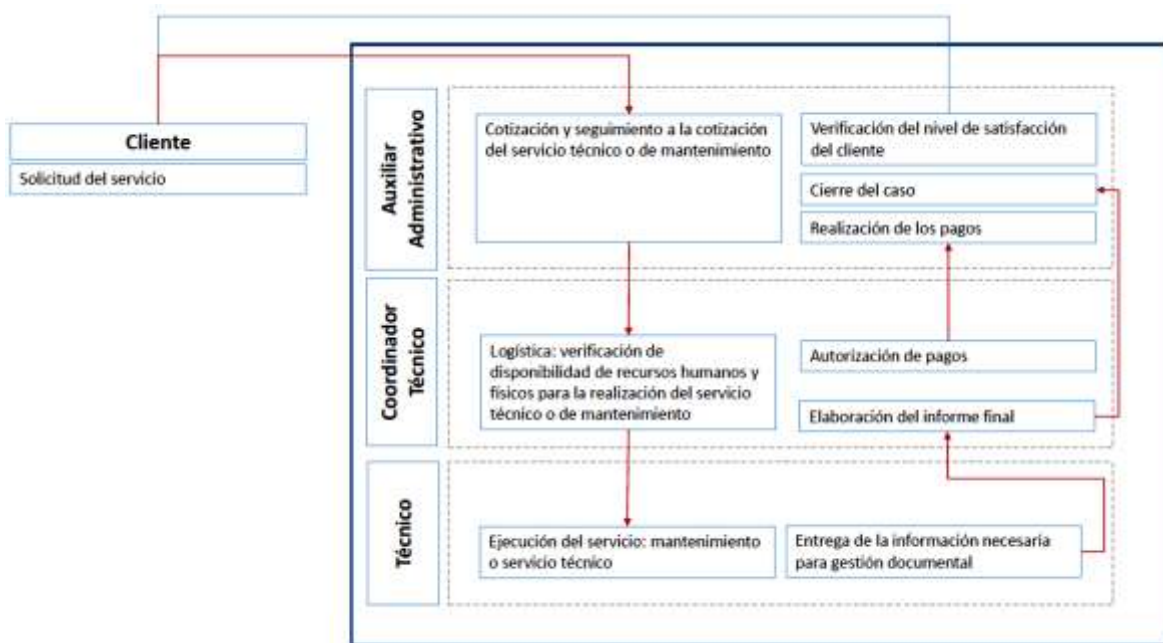 Cliente
Solicitud del servicio
Auxiliar
Administrativo
Cotización y seguimiento a la cotización
del servicio técnico o de mantenimiento
Verificación del nivel de satisfacción
del cliente
Cierre del caso
Realización de los pagos
Coordinador
Técnico
Logística: verificación de
disponibilidad de recursos humanos y
físicos para la realización del servicio
técnico o de mantenimiento
Autorización de pagos
Elaboración del informe final
Técnico
Ejecución del servicio: mantenimiento
o servicio técnico
Entrega de la información necesaria
para gestión documental